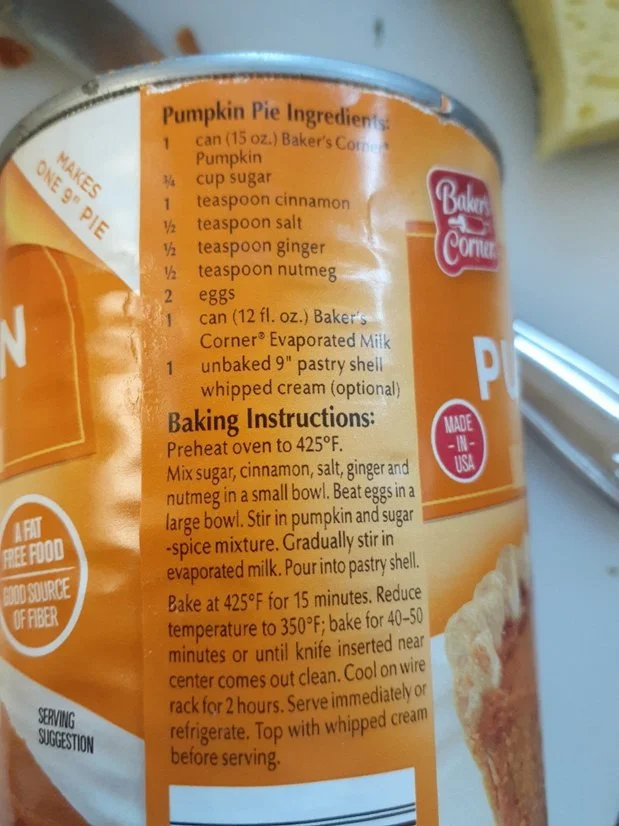 MAKES
ONE 9" PIE
Pumpkin Pie Ingredients:
1 can (15 oz.) Baker's Corner®
Pumpkin
¾ cup sugar
1 teaspoon cinnamon
½ teaspoon salt
½ teaspoon ginger
½ teaspoon nutmeg
2 eggs
1 can (12 fl. oz.) Baker's
Corner® Evaporated Milk
1 unbaked 9" pastry shell
whipped cream (optional)
Baking Instructions:
Preheat oven to 425°F.
Mix sugar, cinnamon, salt, ginger and
nutmeg in a small bowl. Beat eggs in a
large bowl. Stir in pumpkin and sugar
-spice mixture. Gradually stir in
evaporated milk. Pour into pastry shell.
Bake at 425°F for 15 minutes. Reduce
temperature to 350°F; bake for 40–50
minutes or until knife inserted near
center comes out clean. Cool on wire
rack for 2 hours. Serve immediately or
refrigerate. Top with whipped cream
before serving.
N
A FAT
FREE FOOD
GOOD SOURCE
OF FIBER
SERVING
SUGGESTION
Baker's
Corner
PU
MADE
- IN -
USA